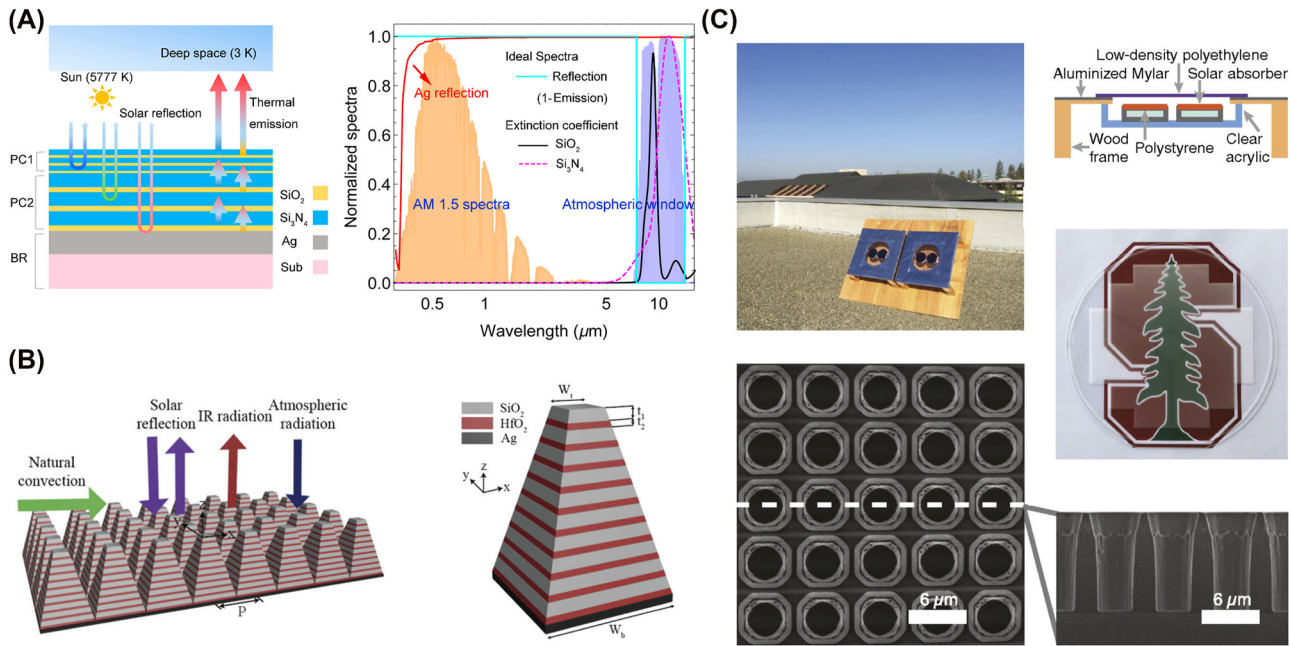 (A)
Deep space (3 K)
Sun (5777 K)
Solar reflection
Thermal
emission
PC1
PC2
BR
SiO2
Si3N4
Ag
Sub
Normalized spectra
1.0
0.8
0.6
0.4
0.2
0.0
Ag reflection
Ideal Spectra
Reflection
(1-Emission)
Extinction coefficient
SiO2
Si3N4
AM 1.5 spectra
Atmospheric window
0.5
1
5
10
Wavelength (μm)
(B)
Natural
convection
Solar
reflection
IR radiation
Atmospheric
radiation
z
y
x
P
SiO2
HfO2
Ag
z
y
x
Wt
t1
t2
Wb
(C)
Low-density polyethylene
Aluminized Mylar
Solar absorber
Wood
frame
Polystyrene
Clear
acrylic
6 μm
6 μm